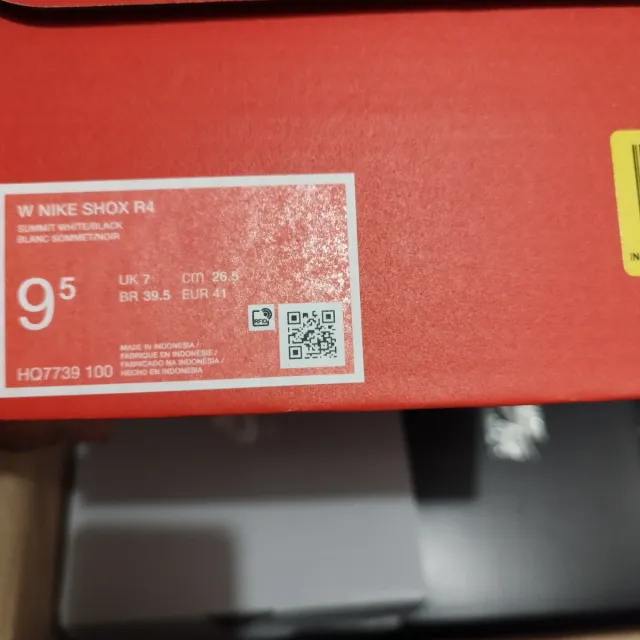 W NIKE SHOX R4
SUMMIT WHITE/BLACK
BLANC SOMMET/NOIR
9⁵
UK 7 cm 26.5
BR 39.5 EUR 41
RFID
MADE IN INDONESIA /
FABRIQUE EN INDONESIE /
FABRICADO NA INDONESIA /
HECHO EN INDONESIA
HQ7739 100
IN